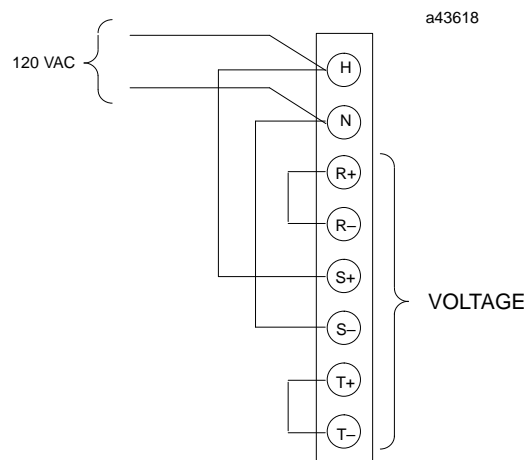 a43618
120 VAC
H
N
R+
R–
S+
S–
VOLTAGE
T+
T–